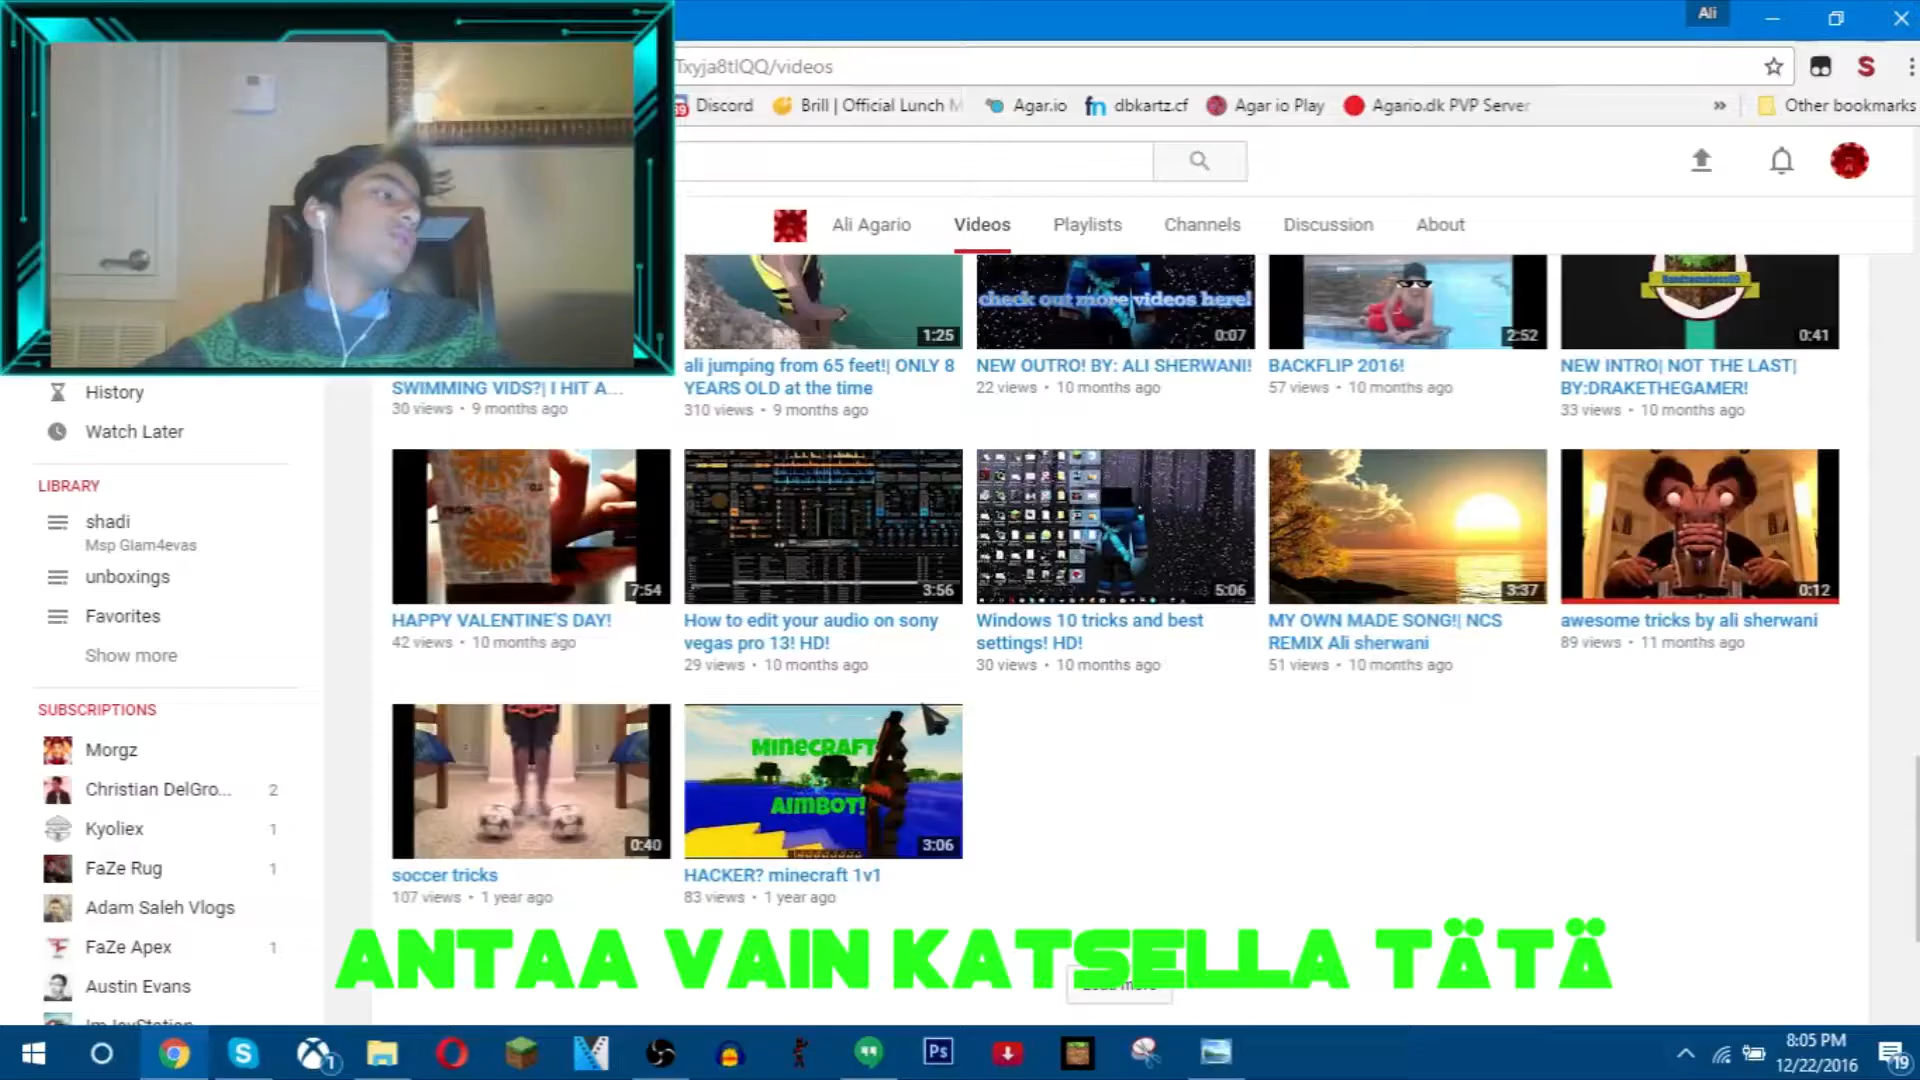 Ali
Txyja8tIQQ/videos
Discord
Brill | Official Lunch M
Agar.io
dbkartz.cf
Agar io Play
Agario.dk PVP Server
»
Other bookmarks
Ali Agario
Videos
Playlists
Channels
Discussion
About
check out more videos here!
1:25
0:07
2:52
0:41
SWIMMING VIDS?| I HIT A...
30 views • 9 months ago
ali jumping from 65 feet!| ONLY 8
YEARS OLD at the time
310 views • 9 months ago
NEW OUTRO! BY: ALI SHERWANI!
22 views • 10 months ago
BACKFLIP 2016!
57 views • 10 months ago
NEW INTRO| NOT THE LAST|
BY:DRAKETHEGAMER!
33 views • 10 months ago
History
Watch Later
LIBRARY
shadi
Msp Glam4evas
unboxings
Favorites
Show more
7:54
3:56
5:06
3:37
0:12
HAPPY VALENTINE'S DAY!
42 views • 10 months ago
How to edit your audio on sony
vegas pro 13! HD!
29 views • 10 months ago
Windows 10 tricks and best
settings! HD!
30 views • 10 months ago
MY OWN MADE SONG!| NCS
REMIX Ali sherwani
51 views • 10 months ago
awesome tricks by ali sherwani
89 views • 11 months ago
SUBSCRIPTIONS
Morgz
Christian DelGro... 2
Kyoliex 1
FaZe Rug 1
Adam Saleh Vlogs
FaZe Apex 1
Austin Evans
ImJayStation
MINECRAFT
AIMBOT!
0:40
3:06
soccer tricks
107 views • 1 year ago
HACKER? minecraft 1v1
83 views • 1 year ago
ANTAA VAIN KATSELLA TÄTÄ
Ps
8:05 PM
12/22/2016
19